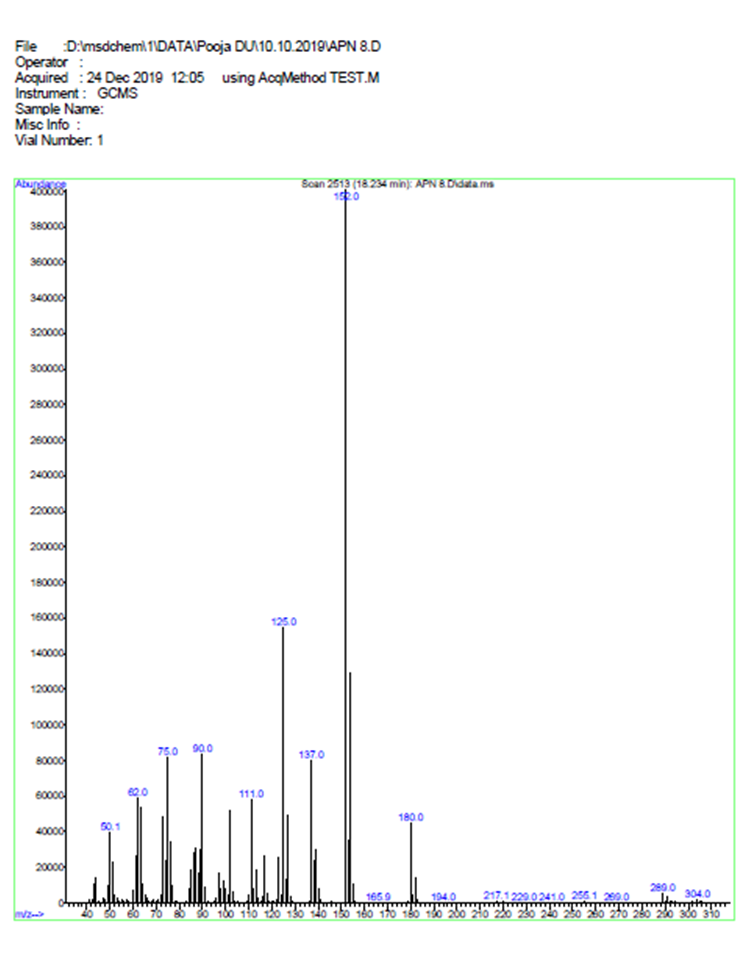 File :D:\msdchem\1\DATA\Pooja DU\10.10.2019\APN 8.D
Operator :
Acquired : 24 Dec 2019 12:05 using AcqMethod TEST.M
Instrument : GCMS
Sample Name:
Misc Info :
Vial Number: 1
Abundance
Scan 2513 (18.234 min): APN 8.D\data.ms
400000
152.0
380000
360000
340000
320000
300000
280000
260000
240000
220000
200000
180000
160000
125.0
140000
120000
100000
75.0 90.0 137.0
80000
62.0 111.0
60000
50.1 180.0
40000
20000
165.9 194.0 217.1 229.0 241.0 255.1 269.0 289.0 304.0
0
m/z-->
40 50 60 70 80 90 100 110 120 130 140 150 160 170 180 190 200 210 220 230 240 250 260 270 280 290 300 310